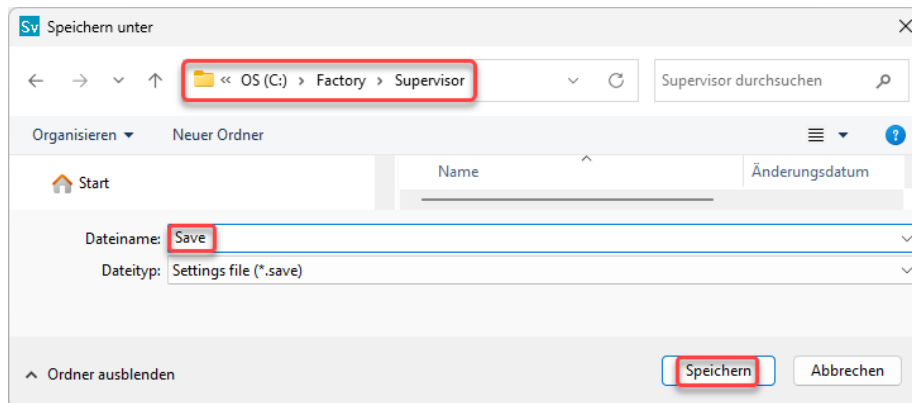 Sv Speichern unter
« OS (C:) > Factory > Supervisor
Supervisor durchsuchen
Organisieren Neuer Ordner
?
Start
Name Änderungsdatum
Dateiname: Save
Dateityp: Settings file (*.save)
Ordner ausblenden
Speichern Abbrechen